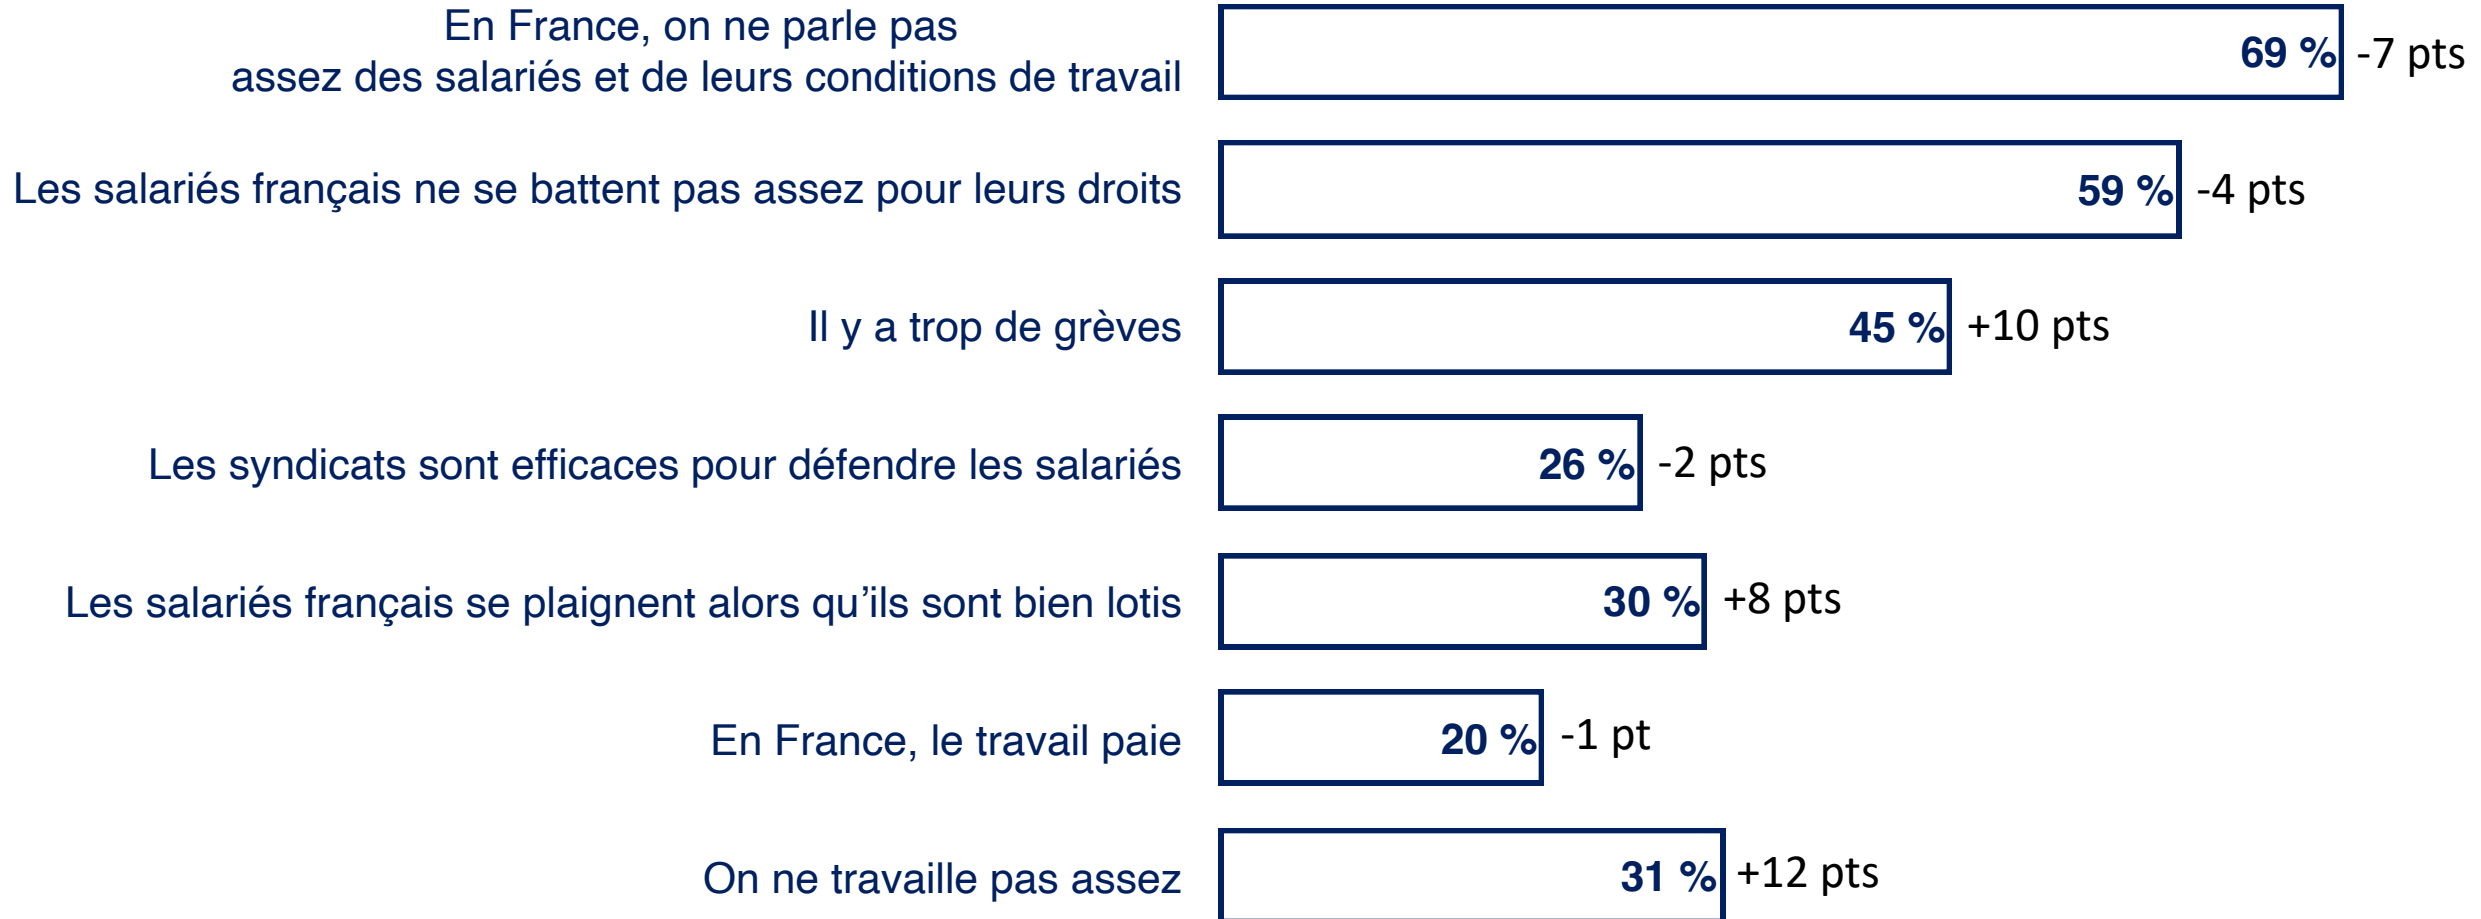 En France, on ne parle pas
assez des salariés et de leurs conditions de travail
69 % -7 pts
Les salariés français ne se battent pas assez pour leurs droits
59 % -4 pts
Il y a trop de grèves
45 % +10 pts
Les syndicats sont efficaces pour défendre les salariés
26 % -2 pts
Les salariés français se plaignent alors qu’ils sont bien lotis
30 % +8 pts
En France, le travail paie
20 % -1 pt
On ne travaille pas assez
31 % +12 pts